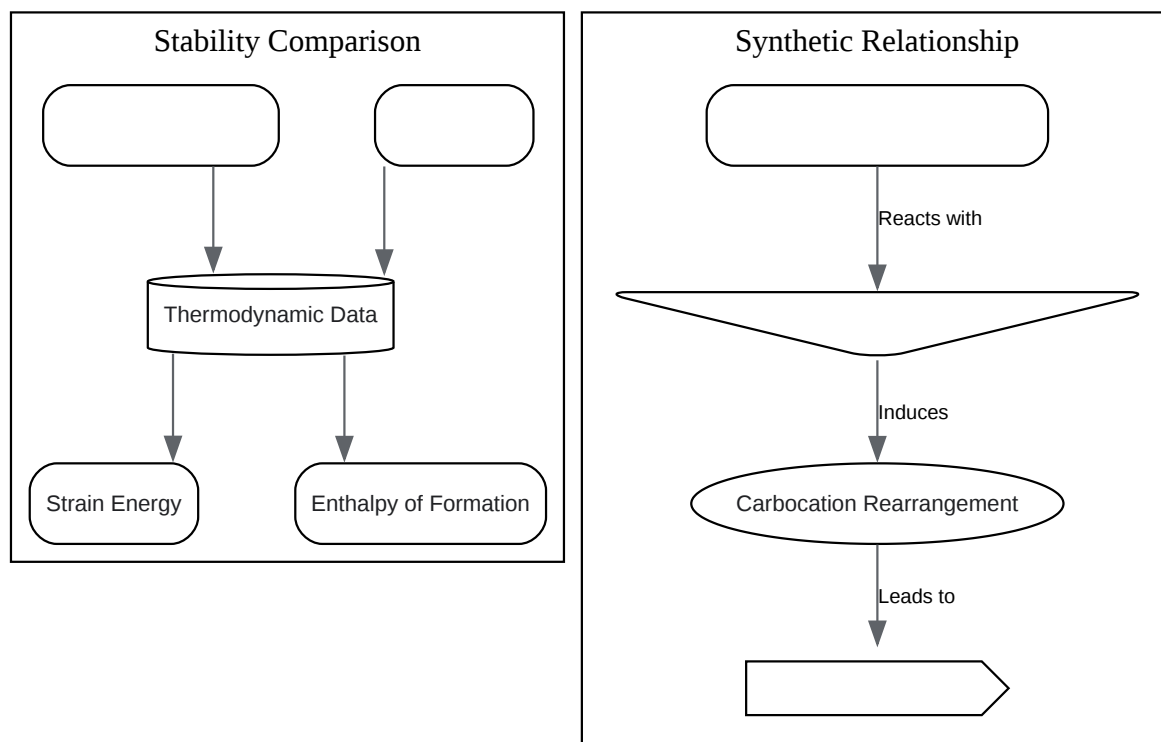 Stability Comparison
Thermodynamic Data
Strain Energy
Enthalpy of Formation
Synthetic Relationship
Reacts with
Induces
Carbocation Rearrangement
Leads to